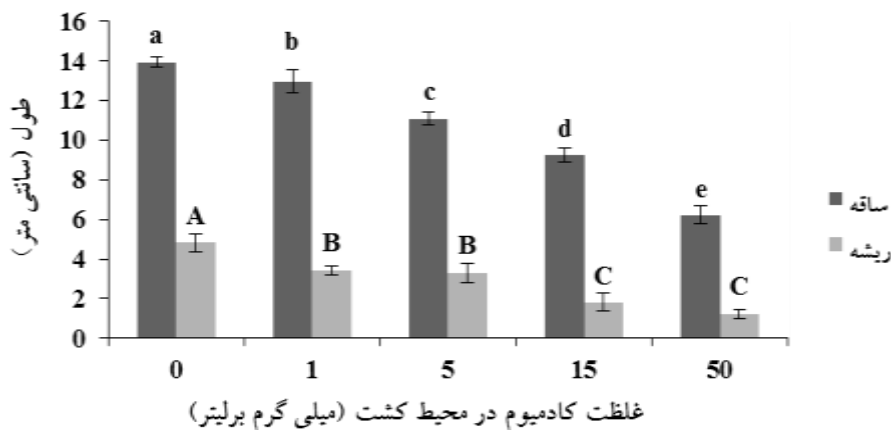 16
14
12
10
8
6
4
2
0
طول (سانتی متر)
a
b
c
d
e
A
B
B
C
C
ساقه
ریشه
0 1 5 15 50
غلظت کادمیوم در محیط کشت (میلی گرم برلیتر)